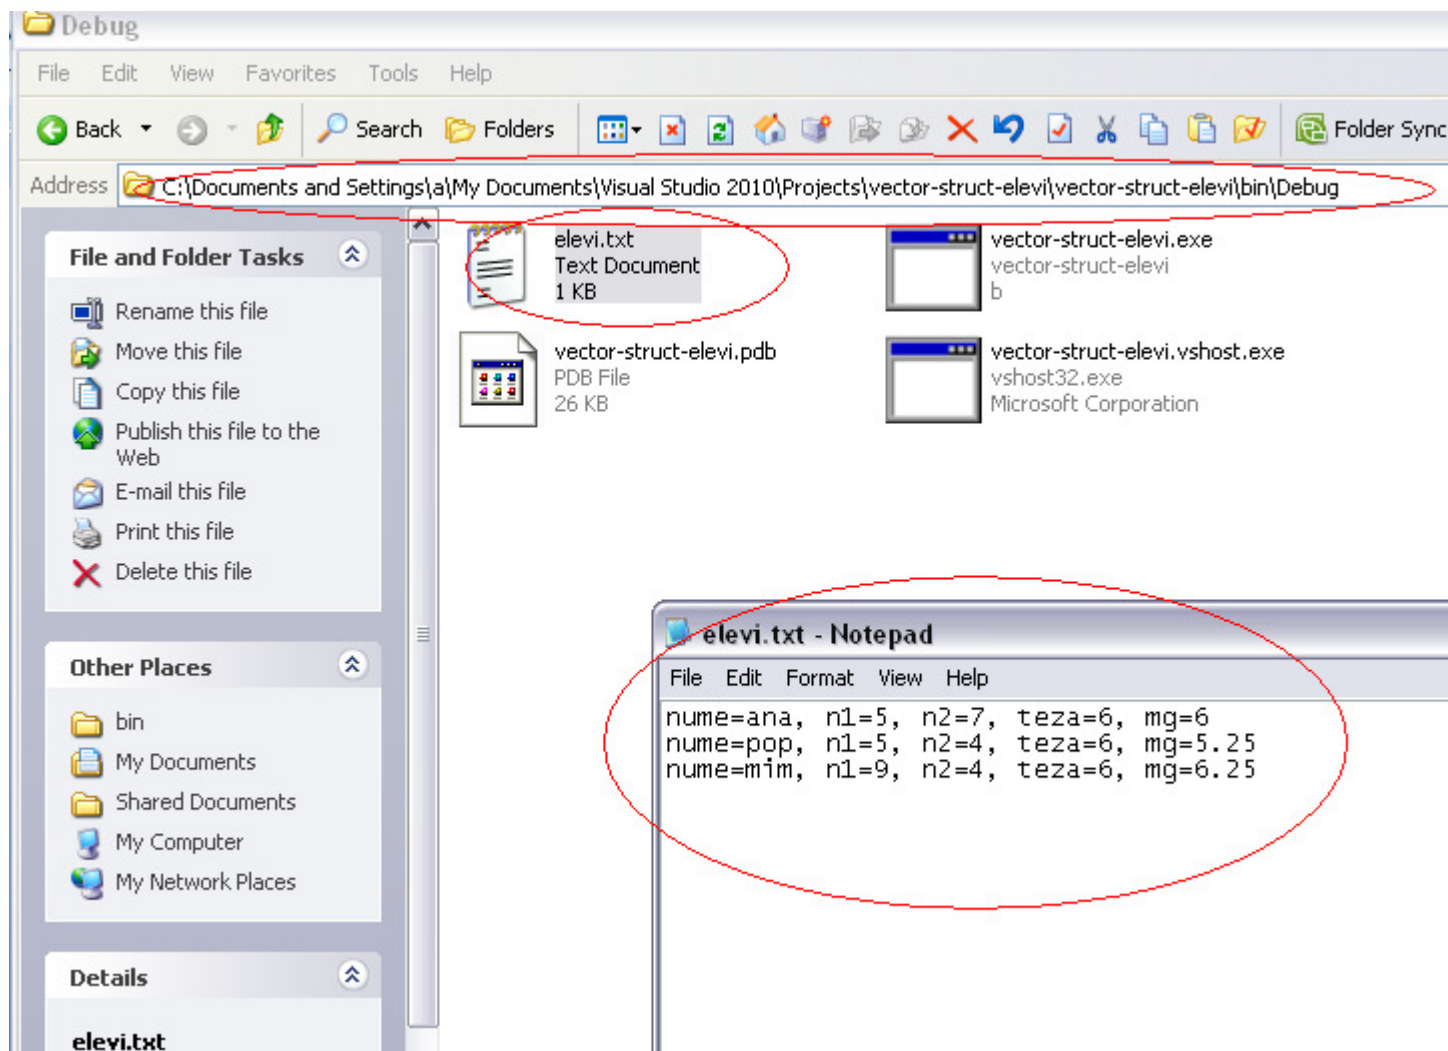 Debug
File Edit View Favorites Tools Help
Back Search Folders Folder Sync
Address C:\Documents and Settings\a\My Documents\Visual Studio 2010\Projects\vector-struct-elevi\vector-struct-elevi\bin\Debug
File and Folder Tasks
Rename this file
Move this file
Copy this file
Publish this file to the
Web
E-mail this file
Print this file
Delete this file
Other Places
bin
My Documents
Shared Documents
My Computer
My Network Places
Details
elevi.txt
elevi.txt
Text Document
1 KB
vector-struct-elevi.exe
vector-struct-elevi
b
vector-struct-elevi.pdb
PDB File
26 KB
vector-struct-elevi.vshost.exe
vshost32.exe
Microsoft Corporation
elevi.txt - Notepad
File Edit Format View Help
nume=ana, n1=5, n2=7, teza=6, mg=6
nume=pop, n1=5, n2=4, teza=6, mg=5.25
nume=mim, n1=9, n2=4, teza=6, mg=6.25